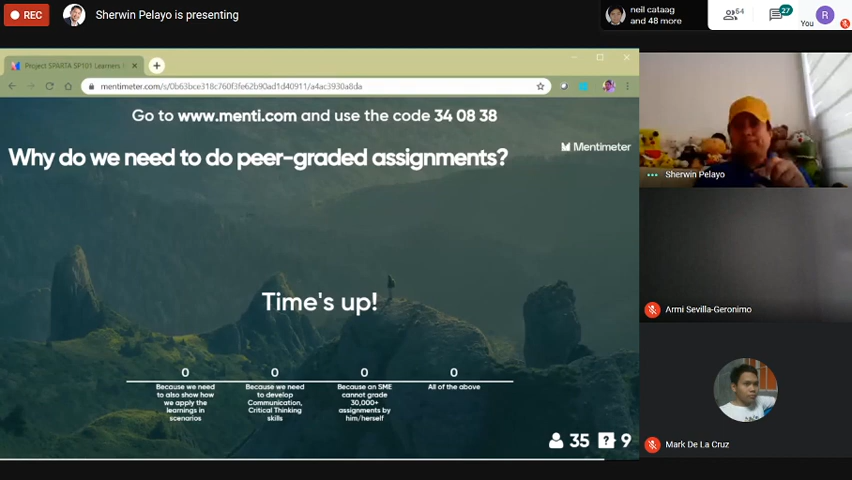 REC
Sherwin Pelayo is presenting
neil cataag
and 48 more
54
27
You
R
Project SPARTA SP101 Learners
mentimeter.com/s/0b63bce318c760f3fe62b90ad1d40911/a4ac3930a8da
Go to www.menti.com and use the code 34 08 38
Why do we need to do peer-graded assignments?
Mentimeter
Time's up!
0
Because we need
to also show how
we apply the
learnings in
scenarios
0
Because we need
to develop
Communication,
Critical Thinking
skills
0
Because an SME
cannot grade
30,000+
assignments by
him/herself
0
All of the above
35
? 9
Sherwin Pelayo
Armi Sevilla-Geronimo
Mark De La Cruz